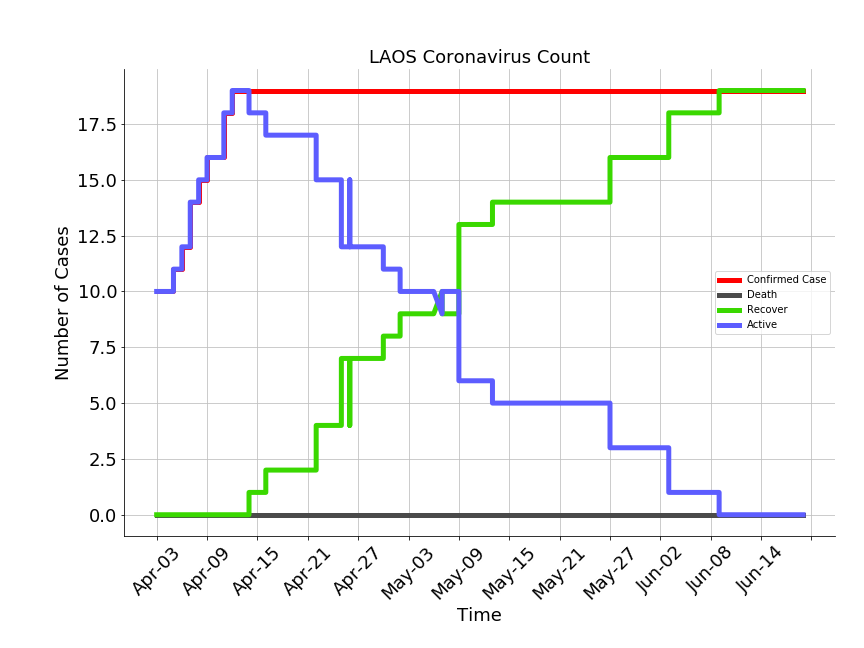 LAOS Coronavirus Count
Number of Cases
17.5
15.0
12.5
10.0
7.5
5.0
2.5
0.0
Confirmed Case
Death
Recover
Active
Apr-03
Apr-09
Apr-15
Apr-21
Apr-27
May-03
May-09
May-15
May-21
May-27
Jun-02
Jun-08
Jun-14
Time